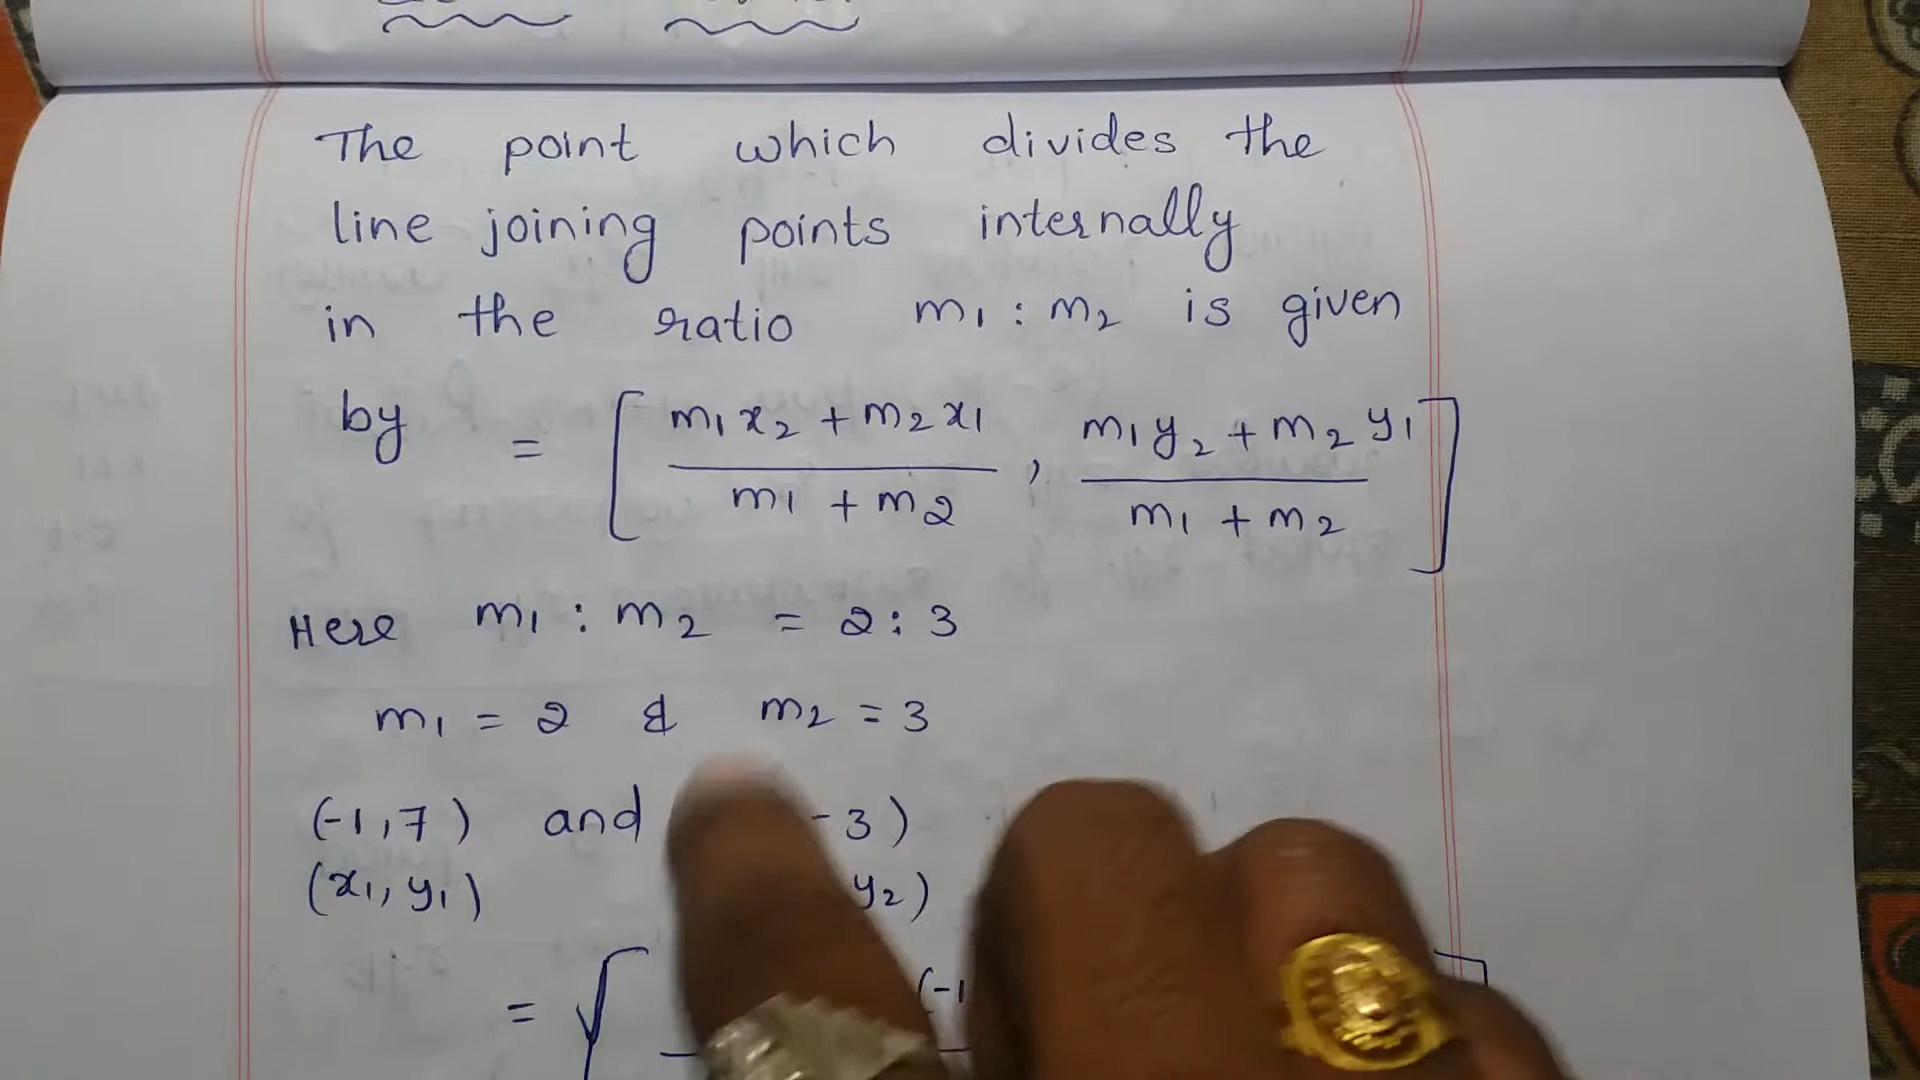 The point which divides the
line joining points internally
in the ratio m₁ : m₂ is given
by = [ (m₁x₂ + m₂x₁)/(m₁ + m₂) , (m₁y₂ + m₂y₁)/(m₁ + m₂) ]
Here m₁ : m₂ = 2 : 3
m₁ = 2 & m₂ = 3
(-1, 7) and -3)
(x₁, y₁) y₂)
= (-1